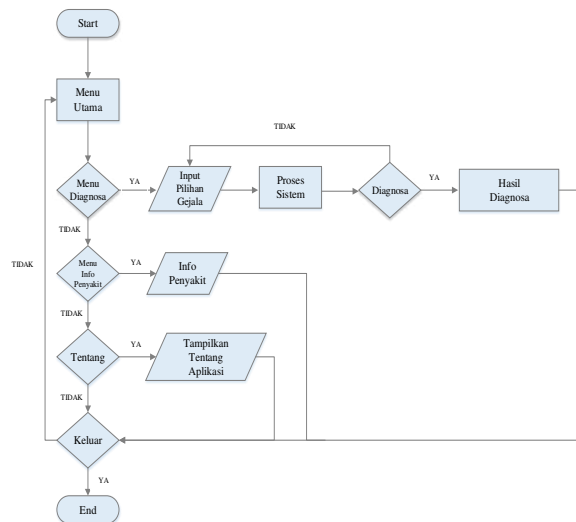 Start
Menu
Utama
TIDAK
Menu
Diagnosa
YA
Input
Pilihan
Gejala
Proses
Sistem
Diagnosa
YA
Hasil
Diagnosa
TIDAK
TIDAK
Menu
Info
Penyakit
YA
Info
Penyakit
TIDAK
Tentang
YA
Tampilkan
Tentang
Aplikasi
TIDAK
Keluar
YA
End